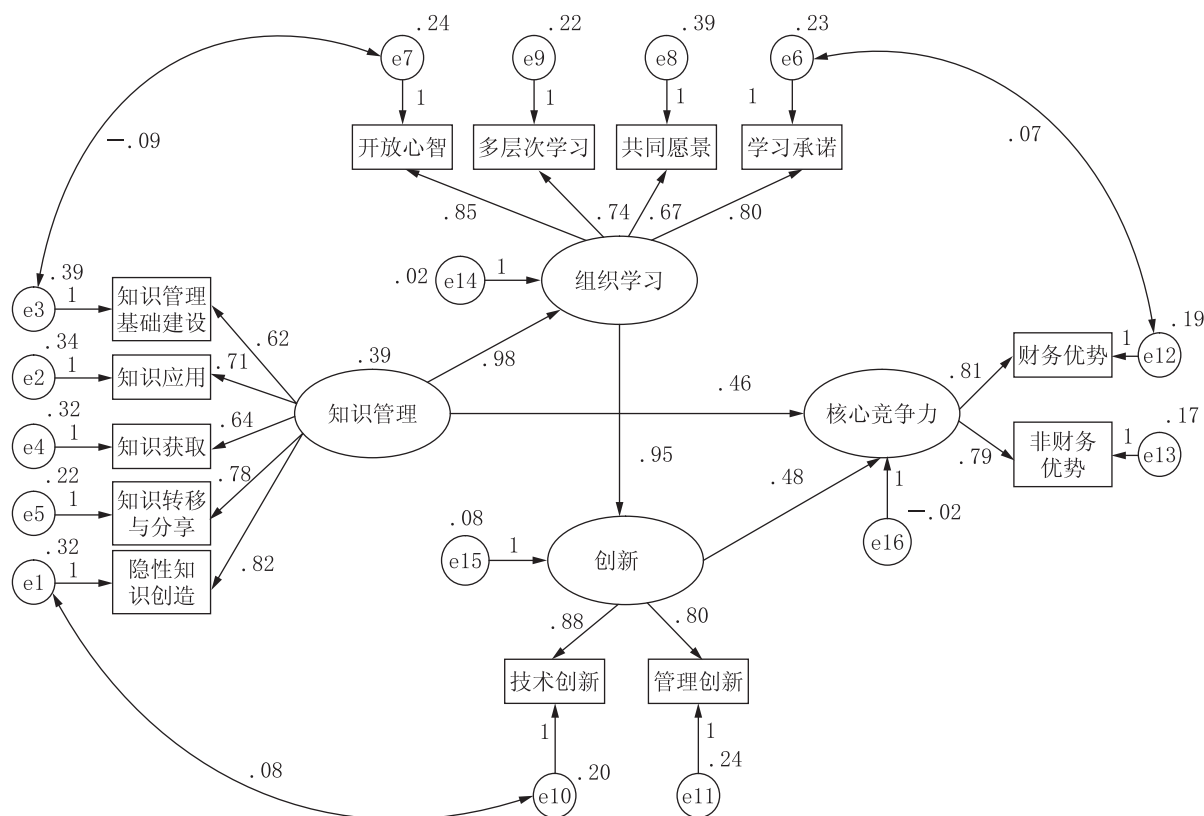 .24
.22
.39
.23
e7
e9
e8
e6
1
1
1
1
开放心智
多层次学习
共同愿景
学习承诺
-.09
.07
.85
.74
.67
.80
.02
e14
1
组织学习
.39
e3
1
知识管理
基础建设
.62
.34
e2
1
知识应用
.71
.32
e4
1
知识获取
.64
.22
e5
1
知识转移
与分享
.78
.32
e1
1
隐性知
识创造
.82
.39
知识管理
.98
.46
.95
核心竞争力
.81
财务优势
1
e12
.19
.79
非财务
优势
1
e13
.17
.48
1
-.02
e16
.08
e15
1
创新
.88
.80
技术创新
管理创新
1
1
.08
.20
.24
e10
e11